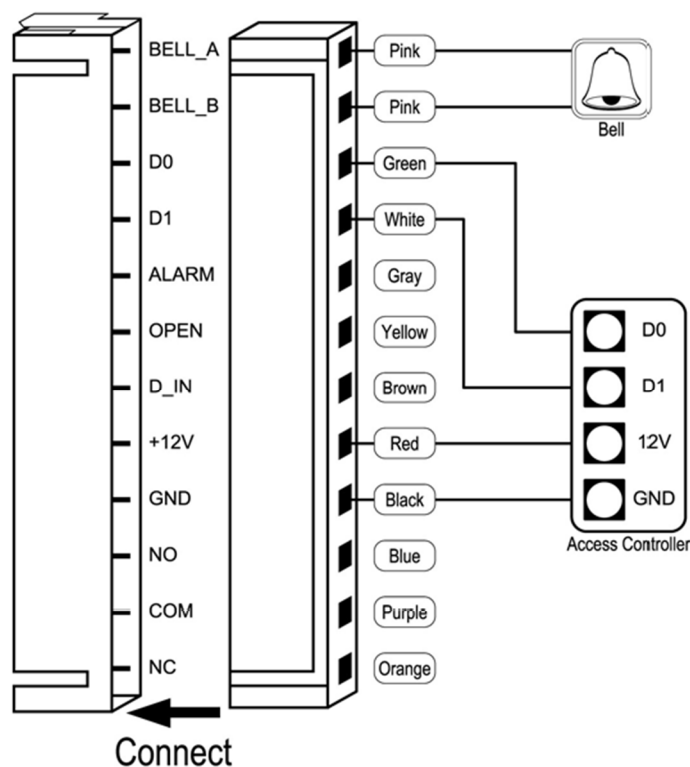 BELL_A
Pink
BELL_B
Pink
Bell
D0
Green
D1
White
ALARM
Gray
OPEN
Yellow
D0
D_IN
Brown
D1
+12V
Red
12V
GND
Black
GND
Access Controller
NO
Blue
COM
Purple
NC
Orange
Connect